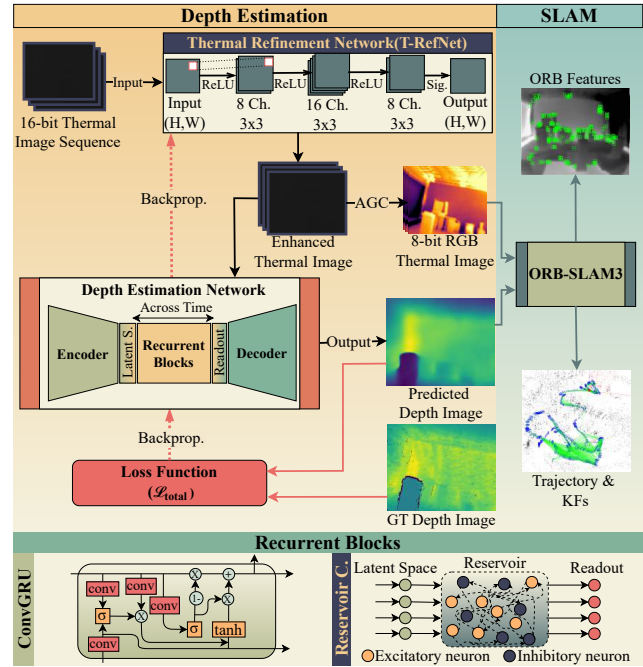 Depth Estimation
SLAM
Thermal Refinement Network(T-RefNet)
Input
ReLU
ReLU
ReLU
Sig.
Input
(H,W)
8 Ch.
3x3
16 Ch.
3x3
8 Ch.
3x3
Output
(H,W)
16-bit Thermal
Image Sequence
ORB Features
Backprop.
AGC
Enhanced
Thermal Image
8-bit RGB
Thermal Image
ORB-SLAM3
Depth Estimation Network
Across Time
Encoder
Latent S.
Recurrent
Blocks
Readout
Decoder
Output
Predicted
Depth Image
Backprop.
Loss Function
(ℒtotal)
GT Depth Image
Trajectory &
KFs
Recurrent Blocks
ConvGRU
conv
conv
conv
conv
σ
X
X
1-
σ
+
X
tanh
Reservoir C.
Latent Space
Reservoir
Readout
Excitatory neuron
Inhibitory neuron